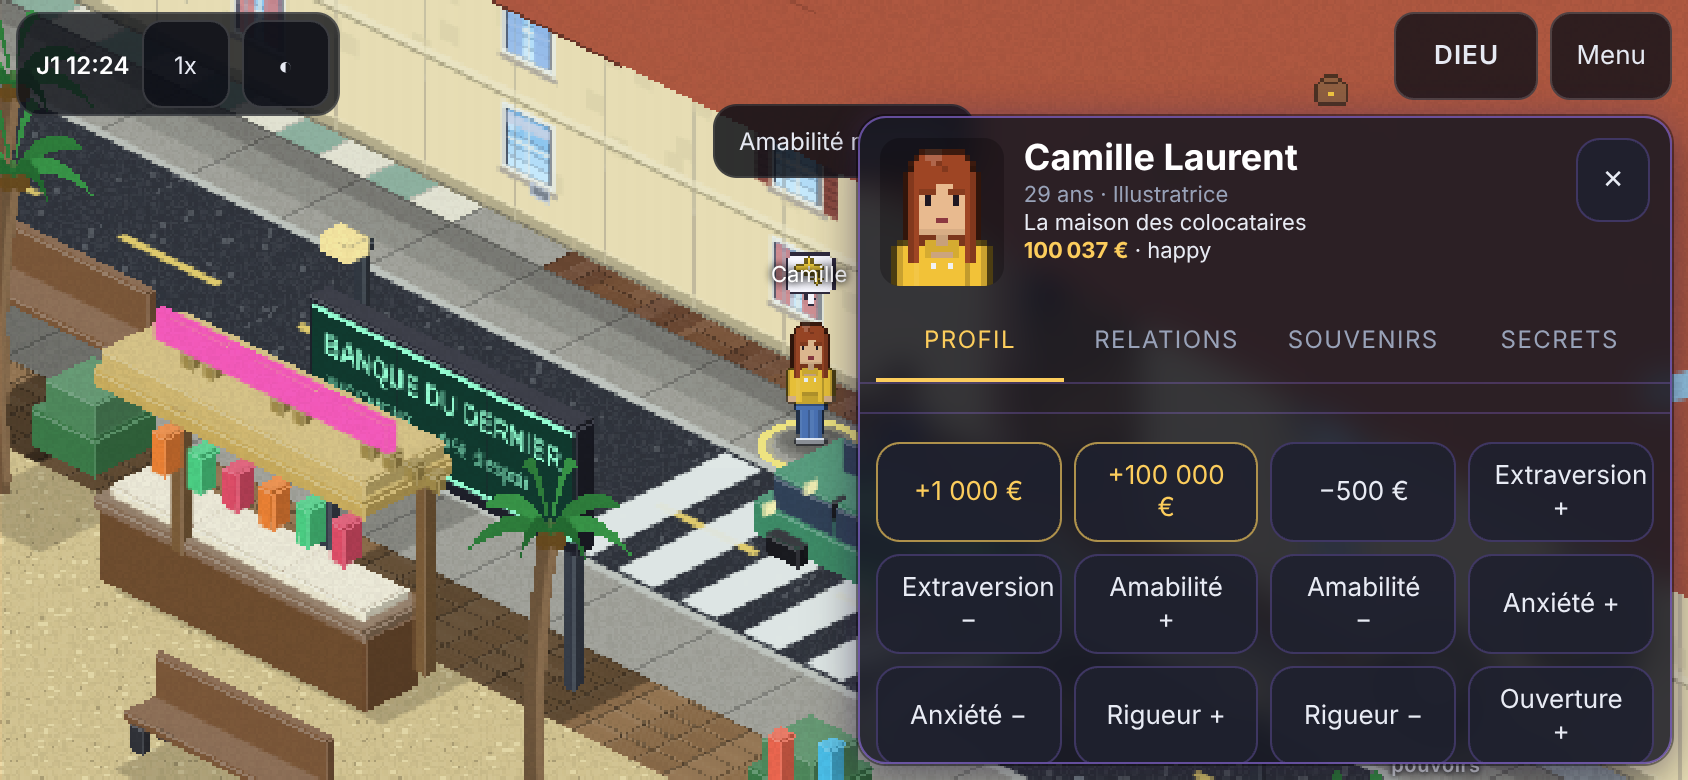 J1 12:24
1x
DIEU
Menu
Amabilité
Camille Laurent
29 ans · Illustratrice
La maison des colocataires
100 037 € · happy
×
Camille
PROFIL
RELATIONS
SOUVENIRS
SECRETS
BANQUE DU DERNIER
+1 000 €
+100 000
€
−500 €
Extraversion
+
Extraversion
−
Amabilité
+
Amabilité
−
Anxiété +
Anxiété −
Rigueur +
Rigueur −
Ouverture
+
pouvoirs